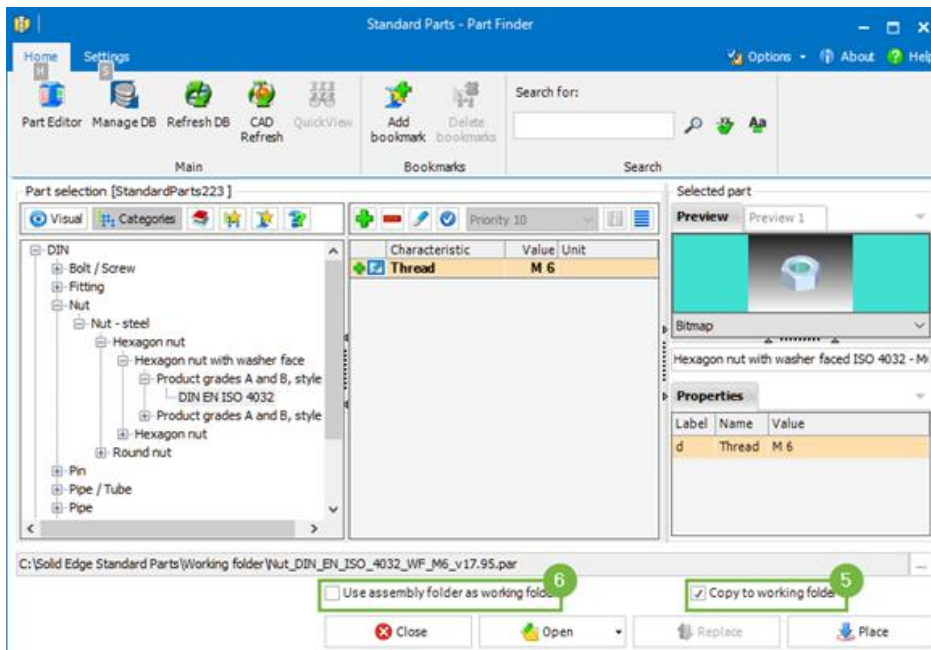 Standard Parts - Part Finder
Home Settings Options About Help
H S
Part Editor Manage DB Refresh DB CAD Refresh QuickView Add bookmark Delete bookmarks
Search for:
Aa
Main Bookmarks Search
Part selection [StandardParts223 ]
Visual Categories Priority 10
DIN
Bolt / Screw
Fitting
Nut
Nut - steel
Hexagon nut
Hexagon nut with washer face
Product grades A and B, style
DIN EN ISO 4032
Product grades A and B, style
Hexagon nut
Round nut
Pin
Pipe / Tube
Pipe
Characteristic Value Unit
Thread M 6
Selected part
Preview Preview 1
Bitmap
Hexagon nut with washer faced ISO 4032 - M
Properties
Label Name Value
d Thread M 6
C:\Solid Edge Standard Parts\Working folder\Nut_DIN_EN_ISO_4032_WF_M6_v17.95.par ...
6 5
Use assembly folder as working folder Copy to working folder
Close Open Replace Place